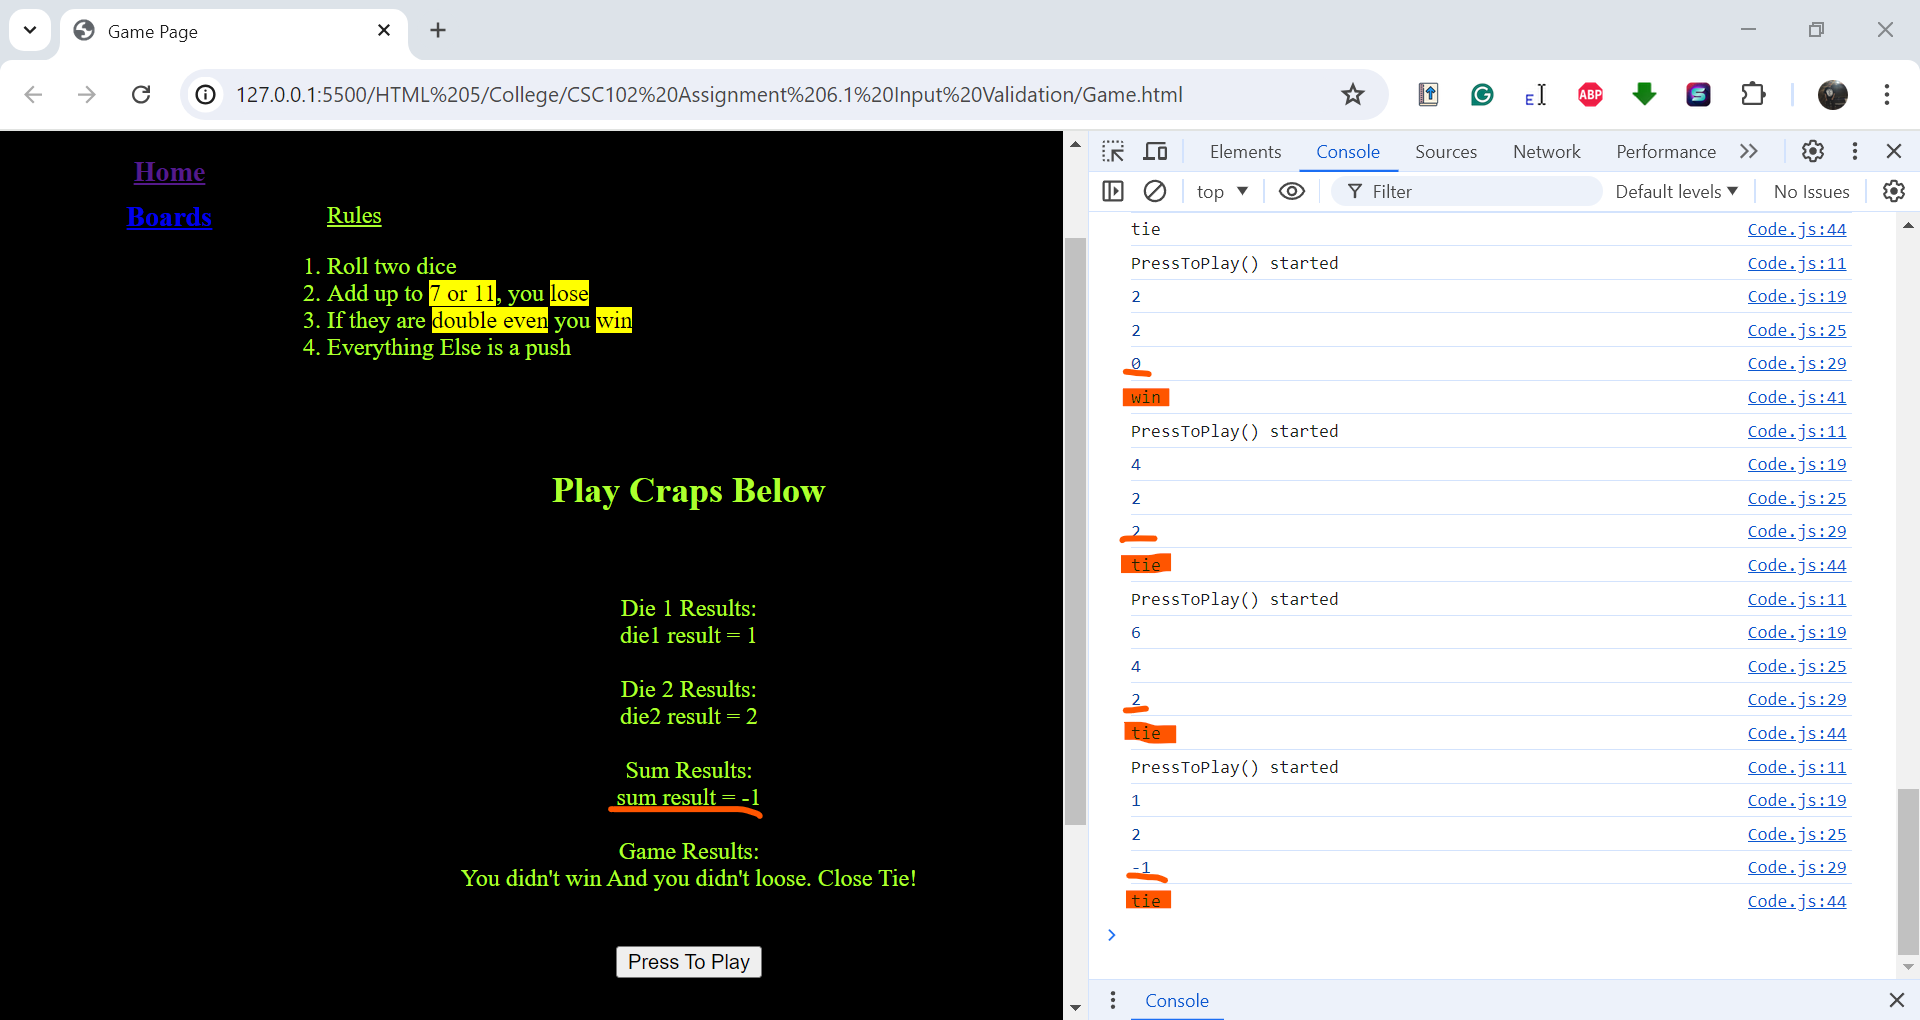 Game Page
127.0.0.1:5500/HTML%205/College/CSC102%20Assignment%206.1%20Input%20Validation/Game.html
ABP
Home
Boards
Rules
1. Roll two dice
2. Add up to 7 or 11, you lose
3. If they are double even you win
4. Everything Else is a push
Play Craps Below
Die 1 Results:
die1 result = 1
Die 2 Results:
die2 result = 2
Sum Results:
sum result = -1
Game Results:
You didn't win And you didn't loose. Close Tie!
Press To Play
Elements Console Sources Network Performance
top Filter Default levels No Issues
tie Code.js:44
PressToPlay() started Code.js:11
2 Code.js:19
2 Code.js:25
0 Code.js:29
win Code.js:41
PressToPlay() started Code.js:11
4 Code.js:19
2 Code.js:25
2 Code.js:29
tie Code.js:44
PressToPlay() started Code.js:11
6 Code.js:19
4 Code.js:25
2 Code.js:29
tie Code.js:44
PressToPlay() started Code.js:11
1 Code.js:19
2 Code.js:25
-1 Code.js:29
tie Code.js:44
Console